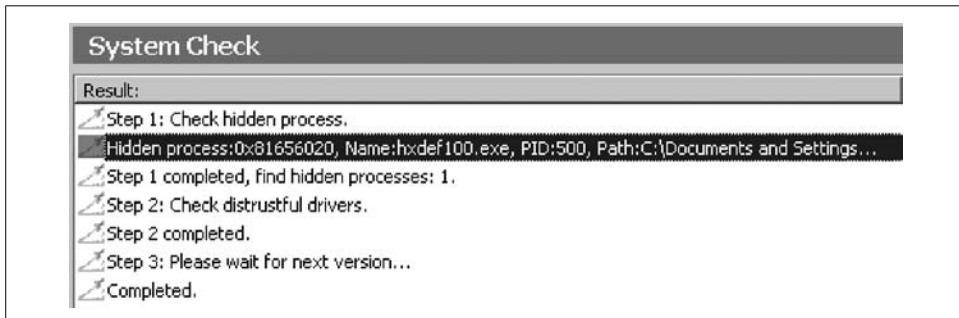 System Check
Result:
Step 1: Check hidden process.
Hidden process:0x81656020, Name:hxdef100.exe, PID:500, Path:C:\Documents and Settings...
Step 1 completed, find hidden processes: 1.
Step 2: Check distrustful drivers.
Step 2 completed.
Step 3: Please wait for next version...
Completed.